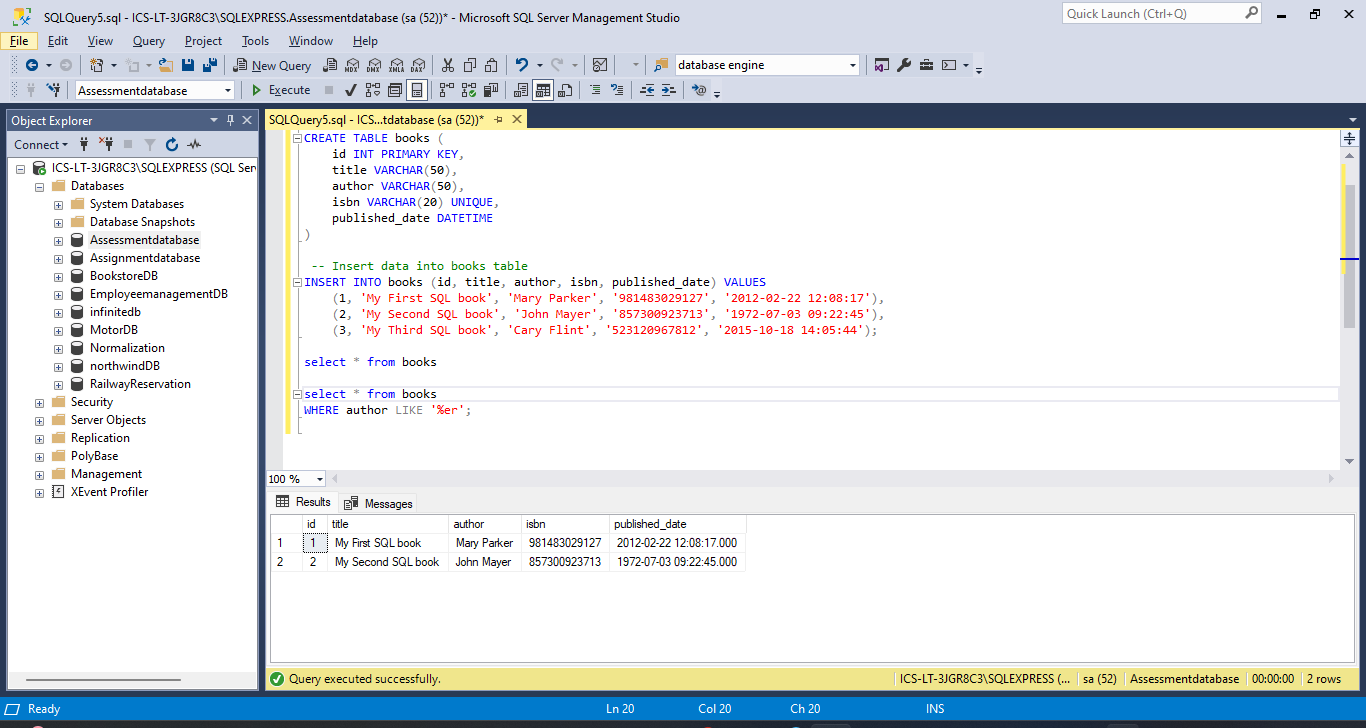 SQLQuery5.sql - ICS-LT-3JGR8C3\SQLEXPRESS.Assessmentdatabase (sa (52))* - Microsoft SQL Server Management Studio
Quick Launch (Ctrl+Q)
File Edit View Query Project Tools Window Help
New Query MDX DMX XMLA DAX database engine
Assessmentdatabase Execute
Object Explorer
SQLQuery5.sql - ICS...tdatabase (sa (52))*
Connect
ICS-LT-3JGR8C3\SQLEXPRESS (SQL Ser
Databases
System Databases
Database Snapshots
Assessmentdatabase
Assignmentdatabase
BookstoreDB
EmployeemanagementDB
infinitedb
MotorDB
Normalization
northwindDB
RailwayReservation
Security
Server Objects
Replication
PolyBase
Management
XEvent Profiler
CREATE TABLE books (
id INT PRIMARY KEY,
title VARCHAR(50),
author VARCHAR(50),
isbn VARCHAR(20) UNIQUE,
published_date DATETIME
)
-- Insert data into books table
INSERT INTO books (id, title, author, isbn, published_date) VALUES
(1, 'My First SQL book', 'Mary Parker', '981483029127', '2012-02-22 12:08:17'),
(2, 'My Second SQL book', 'John Mayer', '857300923713', '1972-07-03 09:22:45'),
(3, 'My Third SQL book', 'Cary Flint', '523120967812', '2015-10-18 14:05:44');
select * from books
select * from books
WHERE author LIKE '%er';
100 %
Results Messages
id title author isbn published_date
1 1 My First SQL book Mary Parker 981483029127 2012-02-22 12:08:17.000
2 2 My Second SQL book John Mayer 857300923713 1972-07-03 09:22:45.000
Query executed successfully. ICS-LT-3JGR8C3\SQLEXPRESS (... sa (52) Assessmentdatabase 00:00:00 2 rows
Ready Ln 20 Col 20 Ch 20 INS